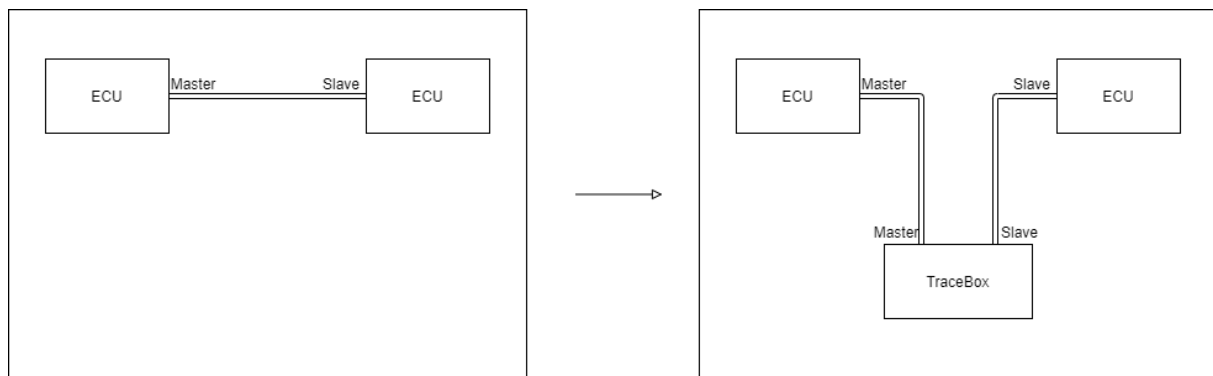 Master
Slave
ECU
ECU
Master
Slave
ECU
ECU
Master
Slave
TraceBox